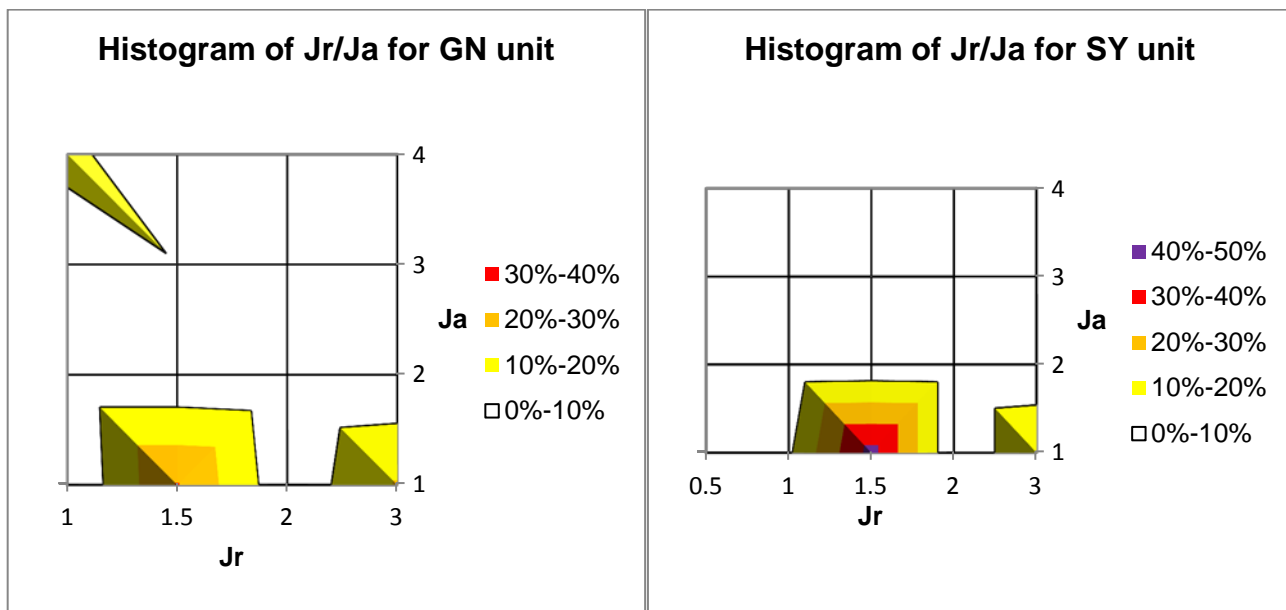 Histogram of Jr/Ja for GN unit
4
3
2
1
Ja
1 1.5 2 3
Jr
30%-40%
20%-30%
10%-20%
0%-10%
Histogram of Jr/Ja for SY unit
4
3
2
1
Ja
0.5 1 1.5 2 3
Jr
40%-50%
30%-40%
20%-30%
10%-20%
0%-10%